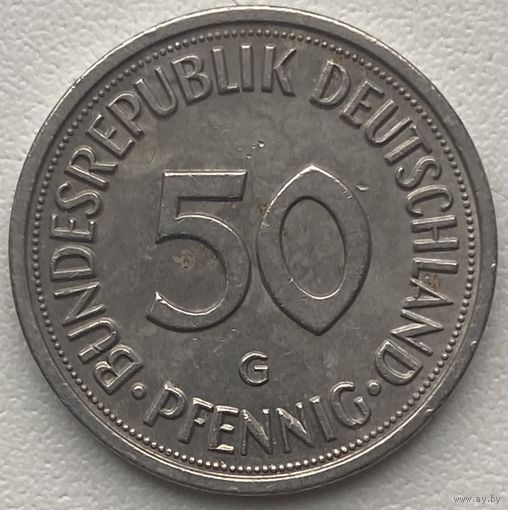 BUNDESREPUBLIK DEUTSCHLAND
50
G
· PFENNIG ·
www.ay.by